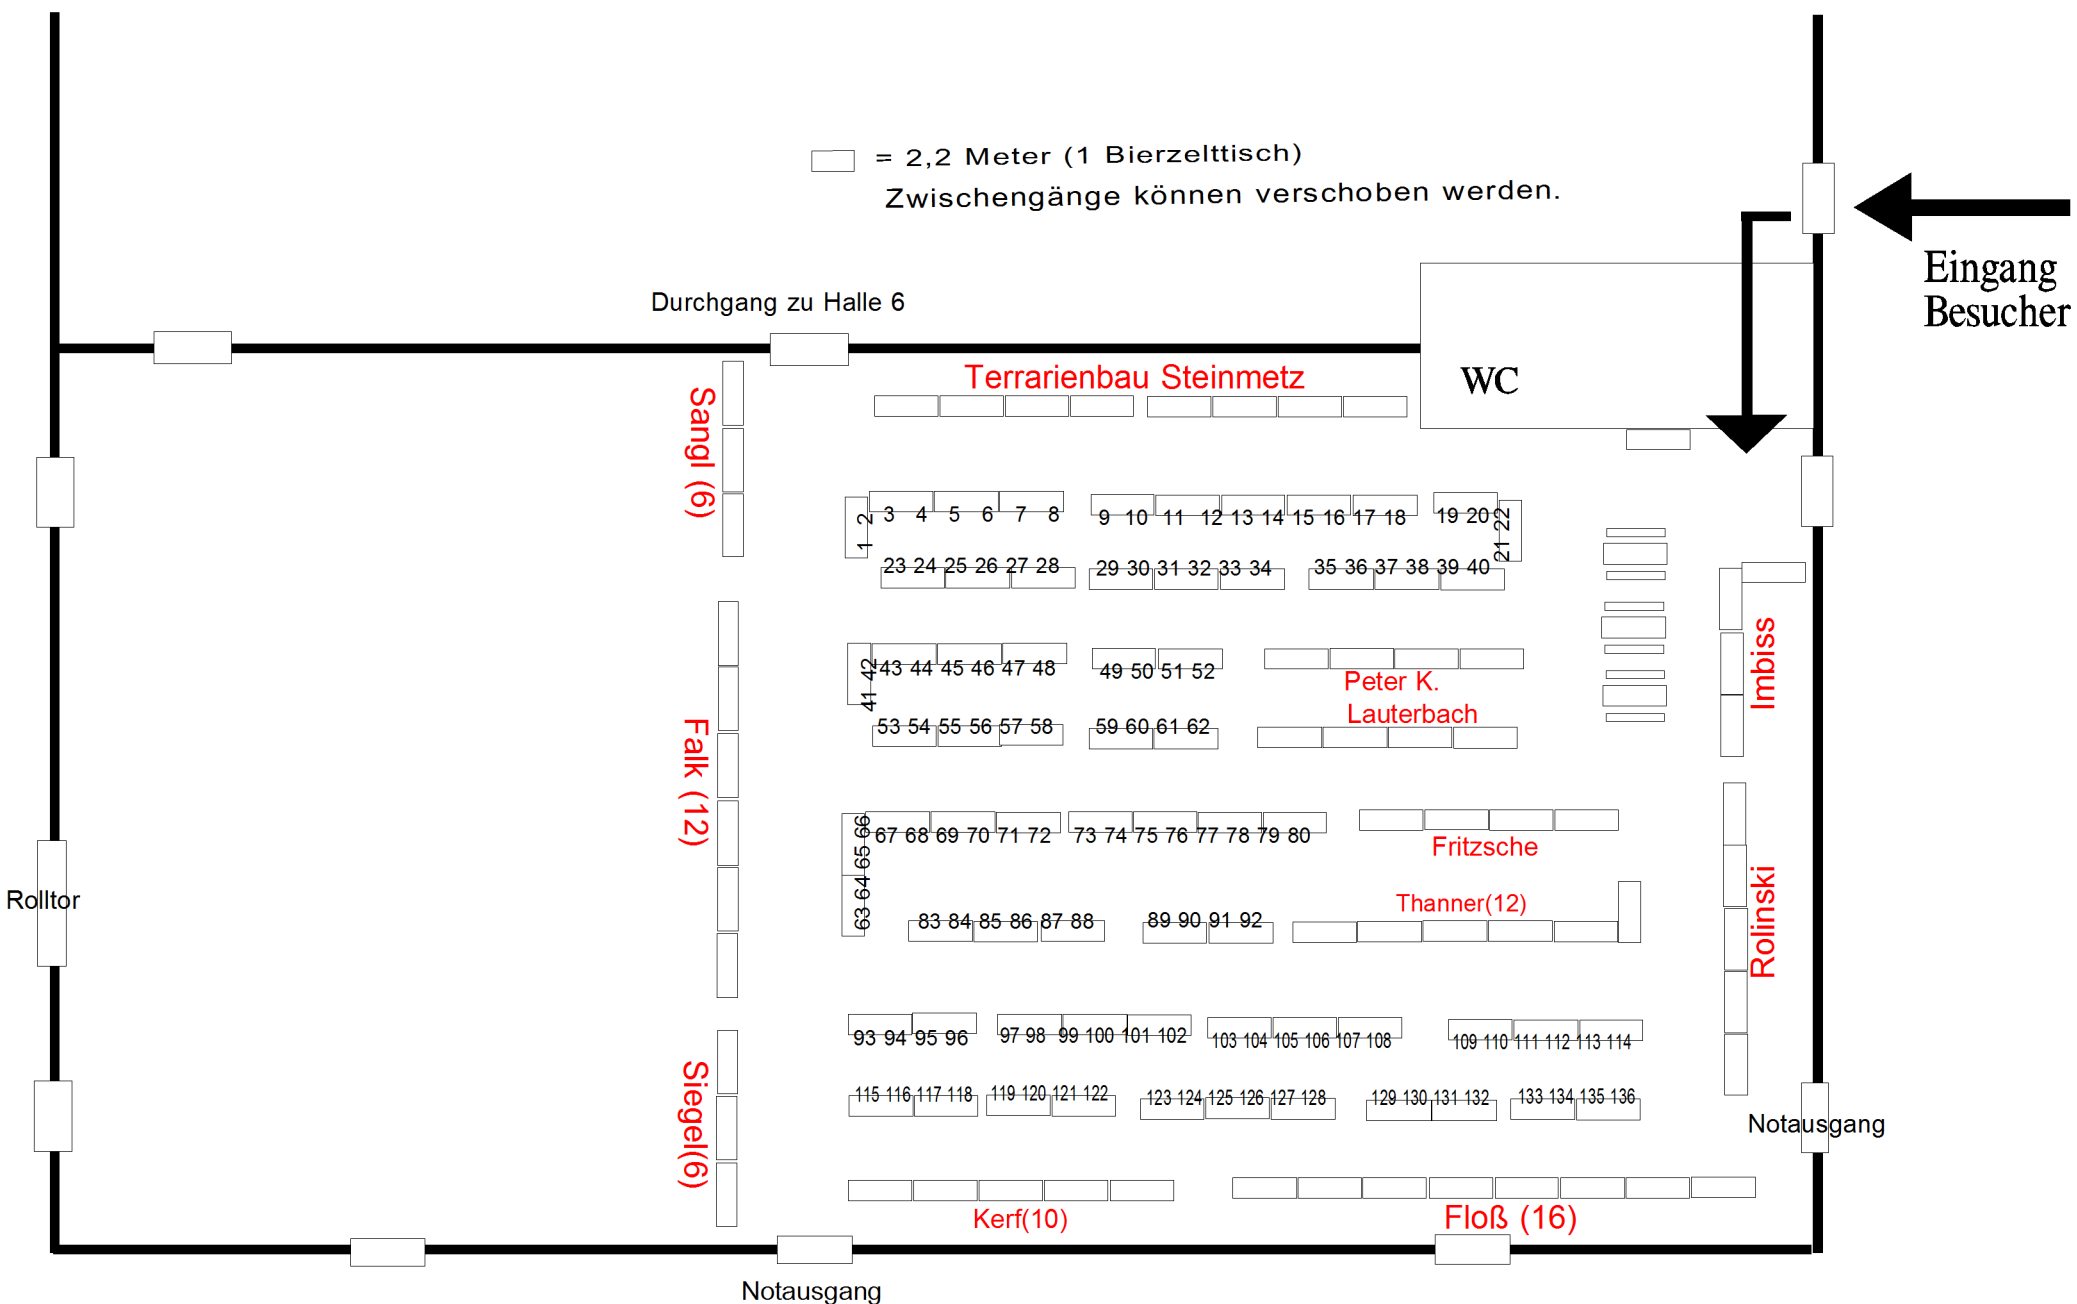 = 2,2 Meter (1 Bierzelttisch)
Zwischengänge können verschoben werden.
Eingang
Besucher
Durchgang zu Halle 6
WC
Terrarienbau Steinmetz
Sangl (6)
1 2
3 4 5 6 7 8
9 10 11 12 13 14 15 16 17 18
19 20
21 22
23 24 25 26 27 28
29 30 31 32 33 34
35 36 37 38 39 40
Imbiss
41 42
43 44 45 46 47 48
49 50 51 52
Peter K.
Lauterbach
53 54 55 56 57 58
59 60 61 62
Falk (12)
63 64 65 66
67 68 69 70 71 72
73 74 75 76 77 78 79 80
Fritzsche
Rolltor
Thanner(12)
Rolinski
83 84 85 86 87 88
89 90 91 92
93 94 95 96
97 98 99 100 101 102
103 104 105 106 107 108
109 110 111 112 113 114
Siegel(6)
115 116 117 118
119 120 121 122
123 124 125 126 127 128
129 130 131 132
133 134 135 136
Notausgang
Kerf(10)
Floß (16)
Notausgang